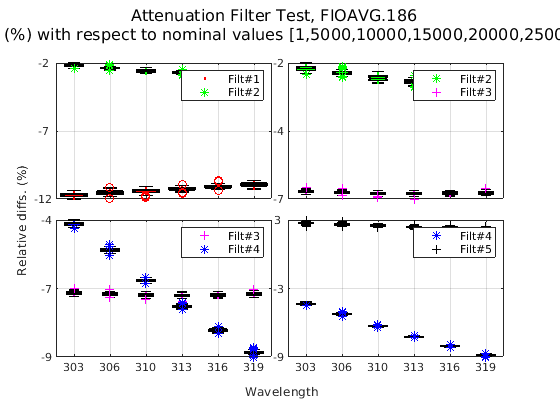 Attenuation Filter Test, FIOAVG.186
(%) with respect to nominal values [1,5000,10000,15000,20000,2500
-2
-7
-12
Filt#1
Filt#2
-2
-4
-7
Filt#2
Filt#3
Relative diffs. (%)
-4
-7
-9
Filt#3
Filt#4
303 306 310 313 316 319
3
-3
-9
Filt#4
Filt#5
303 306 310 313 316 319
Wavelength